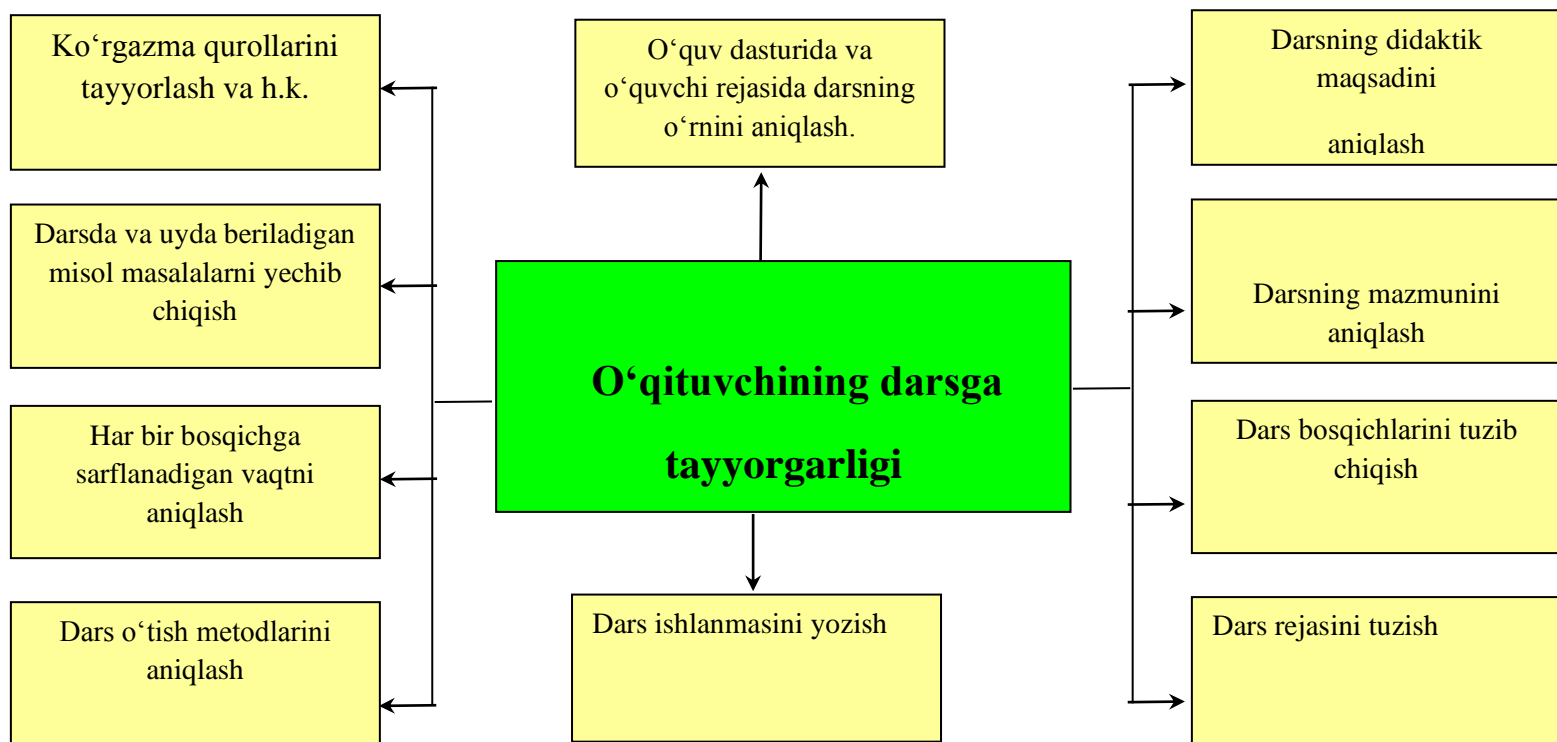 Ko‘rgazma qurollarini
tayyorlash va h.k.
O‘quv dasturida va
o‘quvchi rejasida darsning
o‘rnini aniqlash.
Darsning didaktik
maqsadini
aniqlash
Darsda va uyda beriladigan
misol masalalarni yechib
chiqish
Darsning mazmunini
aniqlash
O‘qituvchining darsga
tayyorgarligi
Har bir bosqichga
sarflanadigan vaqtni
aniqlash
Dars bosqichlarini tuzib
chiqish
Dars o‘tish metodlarini
aniqlash
Dars ishlanmasini yozish
Dars rejasini tuzish